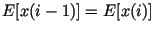 E[x(i − 1)] = E[x(i)]